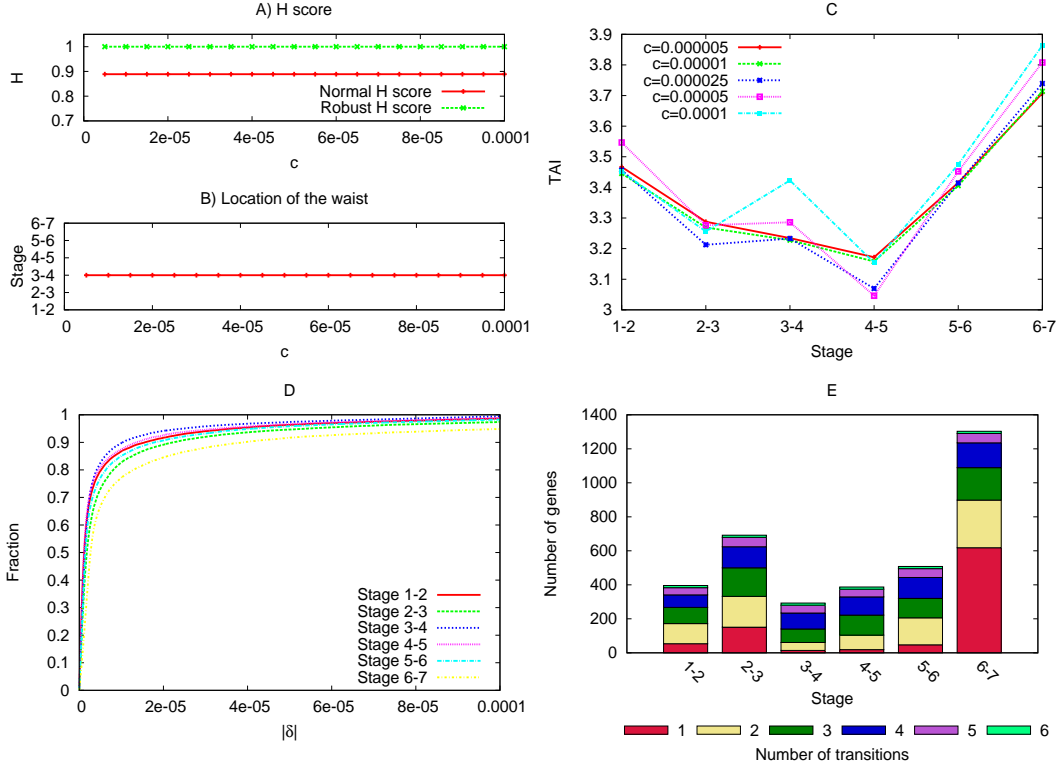 A) H score
H
1
0.9
0.8
0.7
0
2e-05
4e-05
6e-05
8e-05
0.0001
c
Normal H score
Robust H score
B) Location of the waist
Stage
6-7
5-6
4-5
3-4
2-3
1-2
0
2e-05
4e-05
6e-05
8e-05
0.0001
c
C
TAI
3.9
3.8
3.7
3.6
3.5
3.4
3.3
3.2
3.1
3
1-2
2-3
3-4
4-5
5-6
6-7
Stage
c=0.000005
c=0.00001
c=0.000025
c=0.00005
c=0.0001
D
Fraction
1
0.9
0.8
0.7
0.6
0.5
0.4
0.3
0.2
0.1
0
0
2e-05
4e-05
6e-05
8e-05
0.0001
|δ|
Stage 1-2
Stage 2-3
Stage 3-4
Stage 4-5
Stage 5-6
Stage 6-7
E
Number of genes
1400
1200
1000
800
600
400
200
0
1-2
2-3
3-4
4-5
5-6
6-7
Stage
1 2 3 4 5 6
Number of transitions